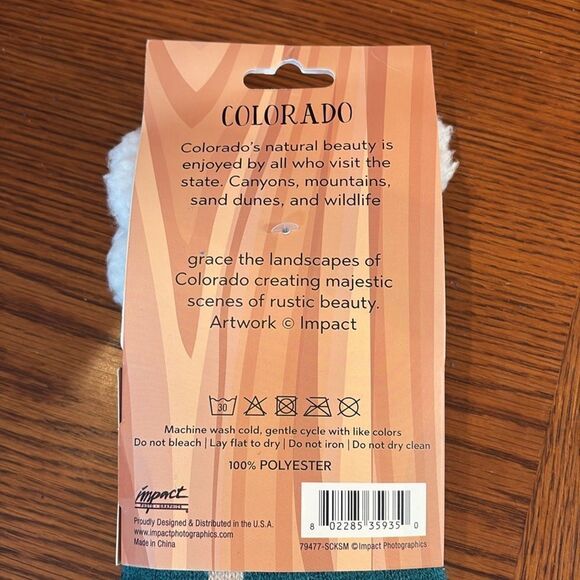 COLORADO
Colorado's natural beauty is
enjoyed by all who visit the
state. Canyons, mountains,
sand dunes, and wildlife
grace the landscapes of
Colorado creating majestic
scenes of rustic beauty.
Artwork © Impact
30
Machine wash cold, gentle cycle with like colors
Do not bleach | Lay flat to dry | Do not iron | Do not dry clean
100% POLYESTER
impact
PHOTO • GRAPHICS
Proudly Designed & Distributed in the U.S.A.
www.impactphotographics.com
Made in China
8 02285 35935 0
79477-SCKSM © Impact Photographics